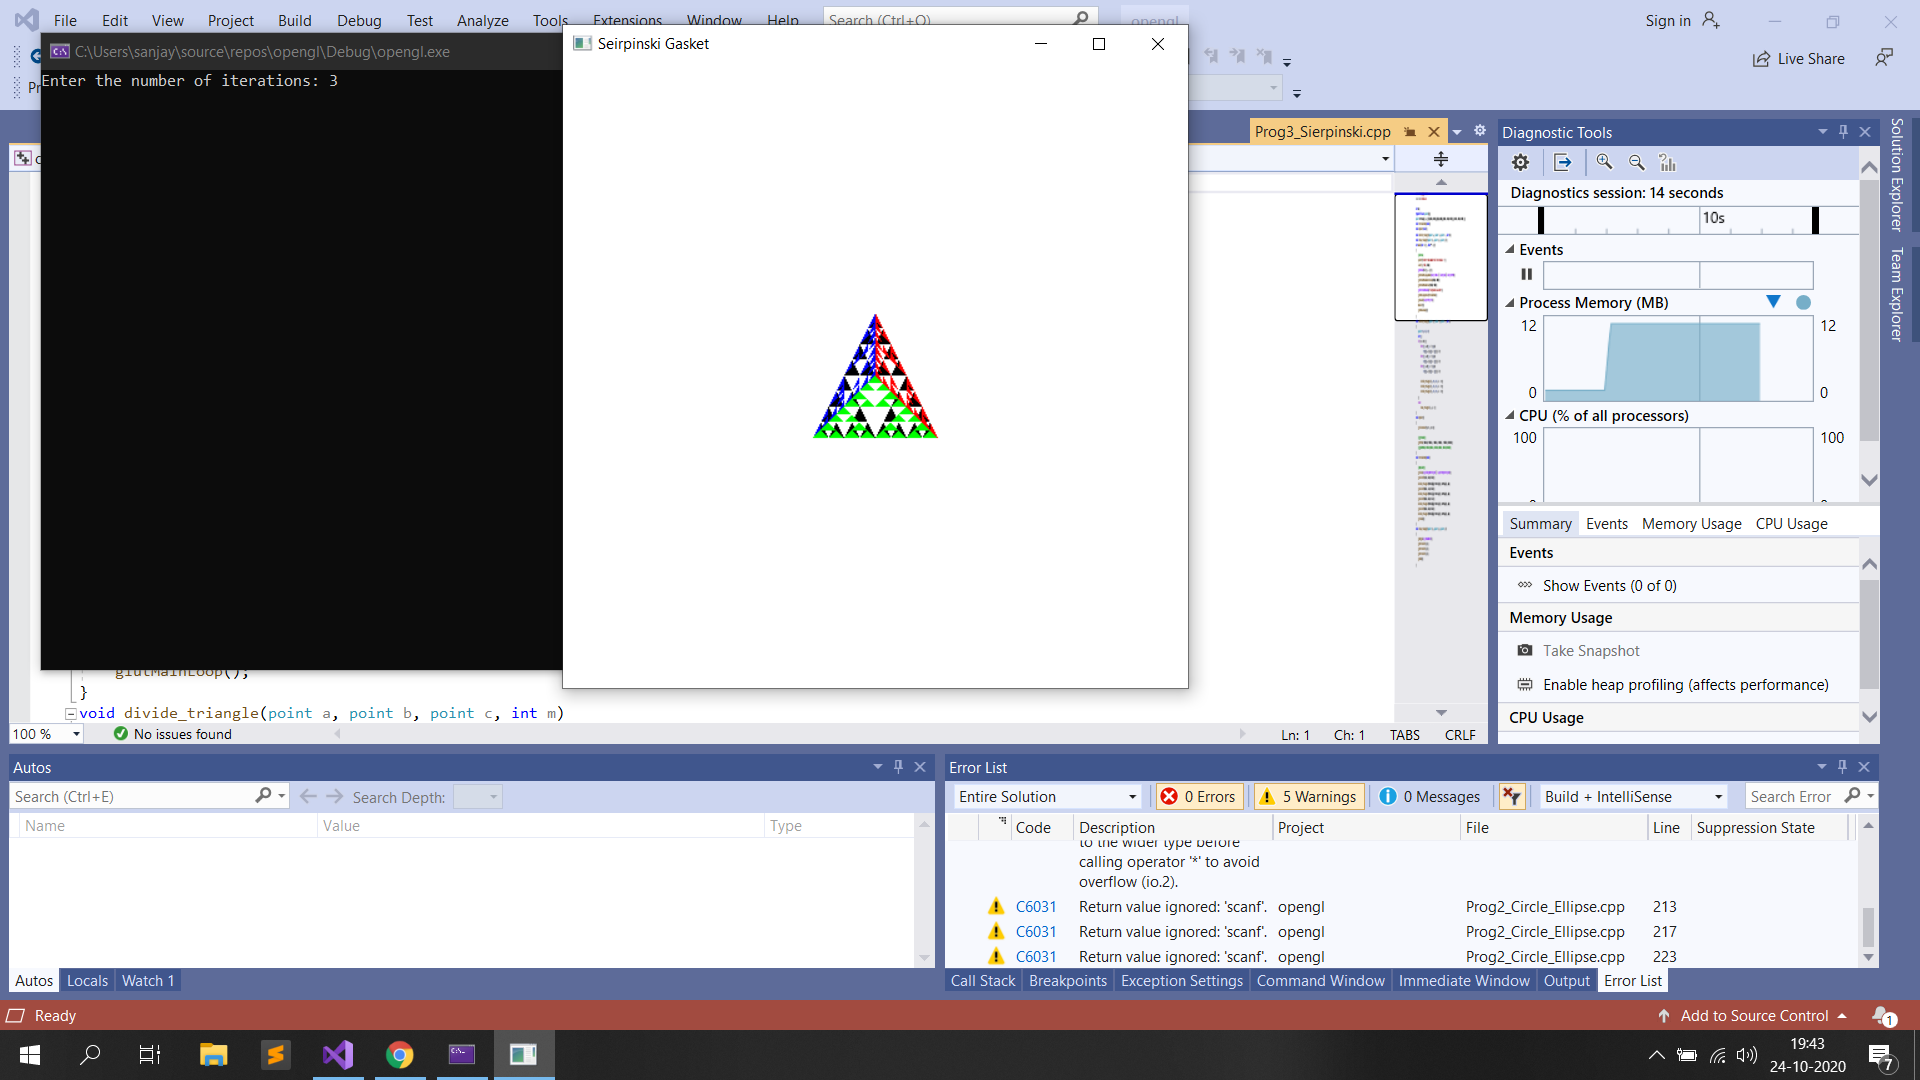 File Edit View Project Build Debug Test Analyze Tools Extensions Window Help Search (Ctrl+Q) opengl Sign in
C:\Users\sanjay\source\repos\opengl\Debug\opengl.exe
Seirpinski Gasket
Live Share
Enter the number of iterations: 3
Pr
Prog3_Sierpinski.cpp
Diagnostic Tools
Solution Explorer
Team Explorer
Diagnostics session: 14 seconds
10s
Events
Process Memory (MB)
12 12
0 0
CPU (% of all processors)
100 100
Summary Events Memory Usage CPU Usage
Events
Show Events (0 of 0)
Memory Usage
Take Snapshot
Enable heap profiling (affects performance)
CPU Usage
glutMainLoop();
}
void divide_triangle(point a, point b, point c, int m)
100 % No issues found Ln: 1 Ch: 1 TABS CRLF
Autos
Search (Ctrl+E) Search Depth:
Name Value Type
Autos Locals Watch 1
Error List
Entire Solution 0 Errors 5 Warnings 0 Messages Build + IntelliSense Search Error
Code Description Project File Line Suppression State
to the wider type before
calling operator '*' to avoid
overflow (io.2).
C6031 Return value ignored: 'scanf'. opengl Prog2_Circle_Ellipse.cpp 213
C6031 Return value ignored: 'scanf'. opengl Prog2_Circle_Ellipse.cpp 217
C6031 Return value ignored: 'scanf'. opengl Prog2_Circle_Ellipse.cpp 223
Call Stack Breakpoints Exception Settings Command Window Immediate Window Output Error List
Ready Add to Source Control 1
19:43
24-10-2020
7